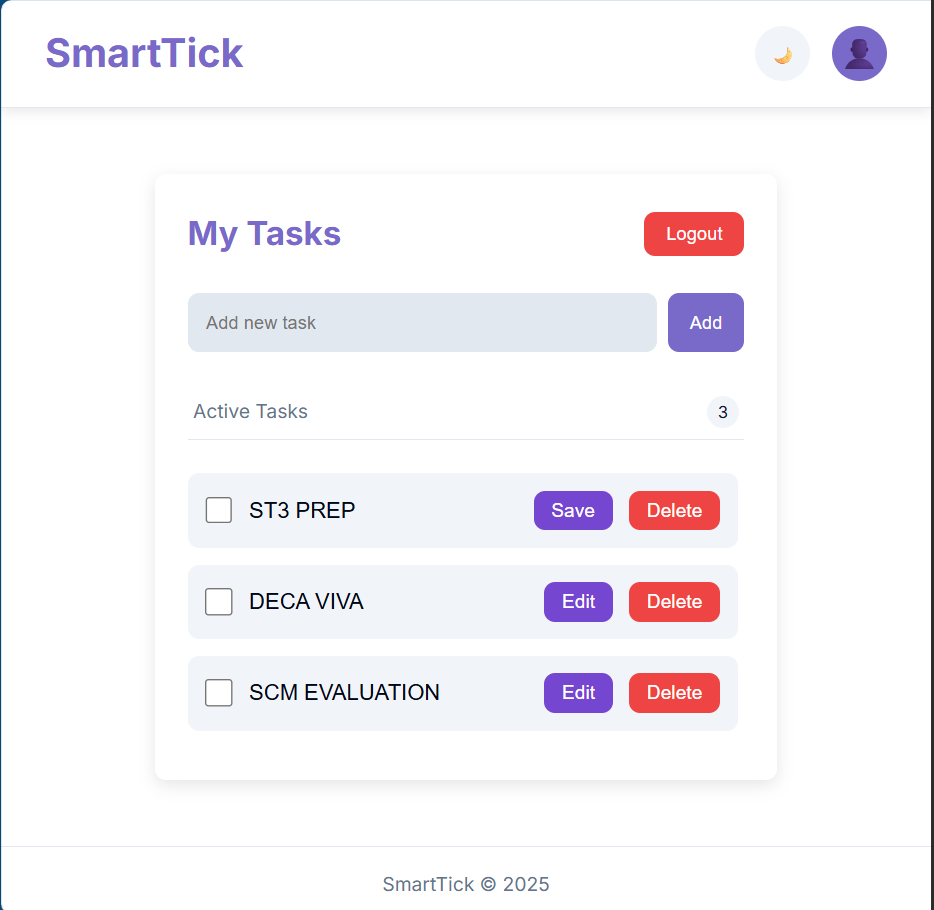 SmartTick
My Tasks
Logout
Add new task
Add
Active Tasks
3
ST3 PREP
Save
Delete
DECA VIVA
Edit
Delete
SCM EVALUATION
Edit
Delete
SmartTick © 2025